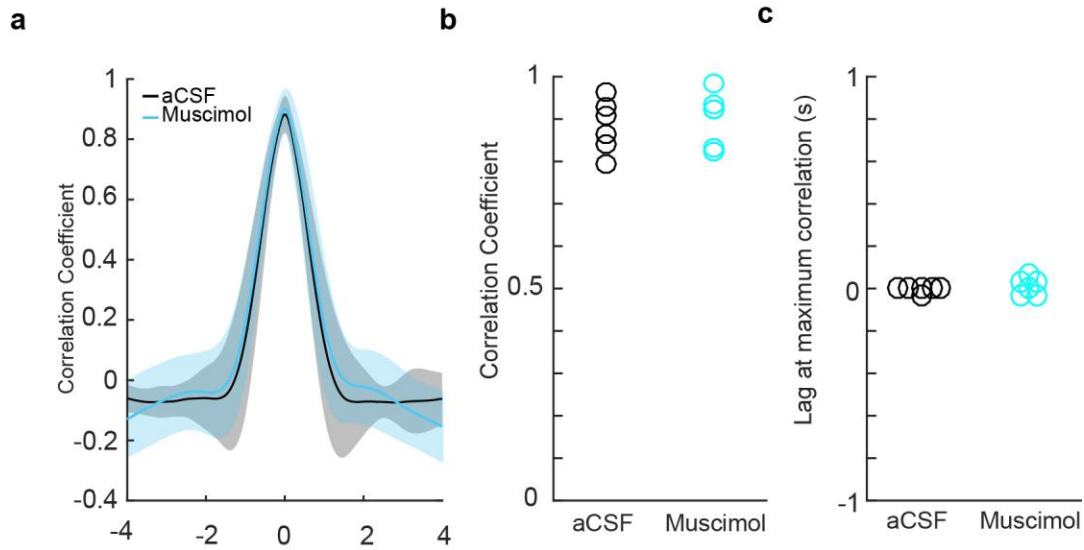 a
Correlation Coefficient
1
0.8
0.6
0.4
0.2
0
-0.2
-0.4
-4
-2
0
2
4
aCSF
Muscimol
b
Correlation Coefficient
1
0.5
0
aCSF
Muscimol
c
Lag at maximum correlation (s)
1
0
-1
aCSF
Muscimol